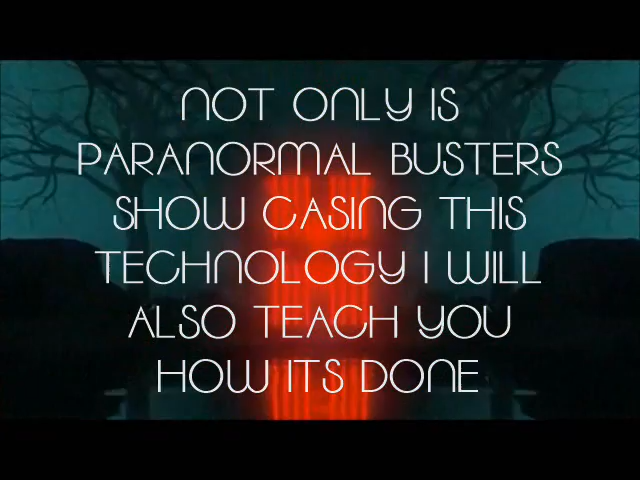 NOT ONLY IS
PARANORMAL BUSTERS
SHOW CASING THIS
TECHNOLOGY I WILL
ALSO TEACH YOU
HOW ITS DONE